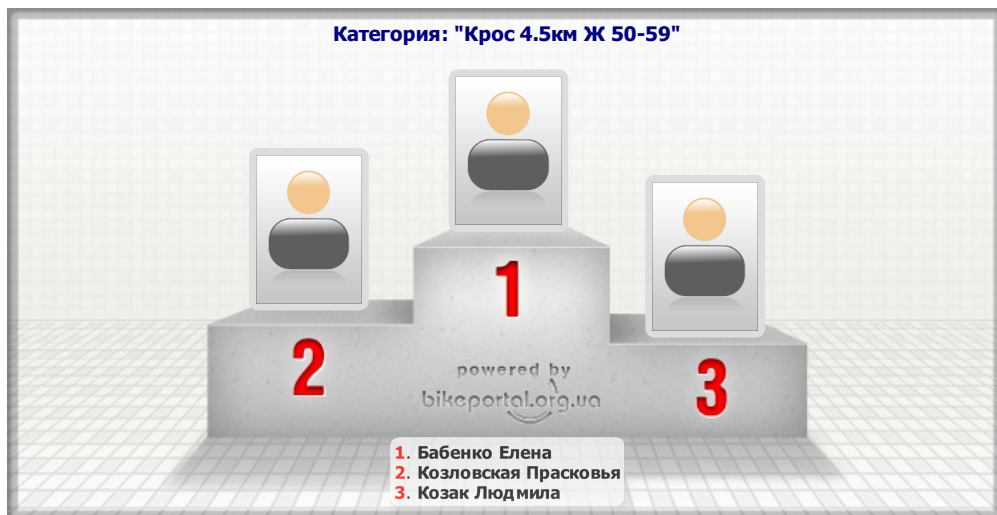 Категория: "Крос 4.5км Ж 50-59"
1
2
3
powered by
bikeportal.org.ua
1. Бабенко Елена
2. Козловская Прасковья
3. Козак Людмила